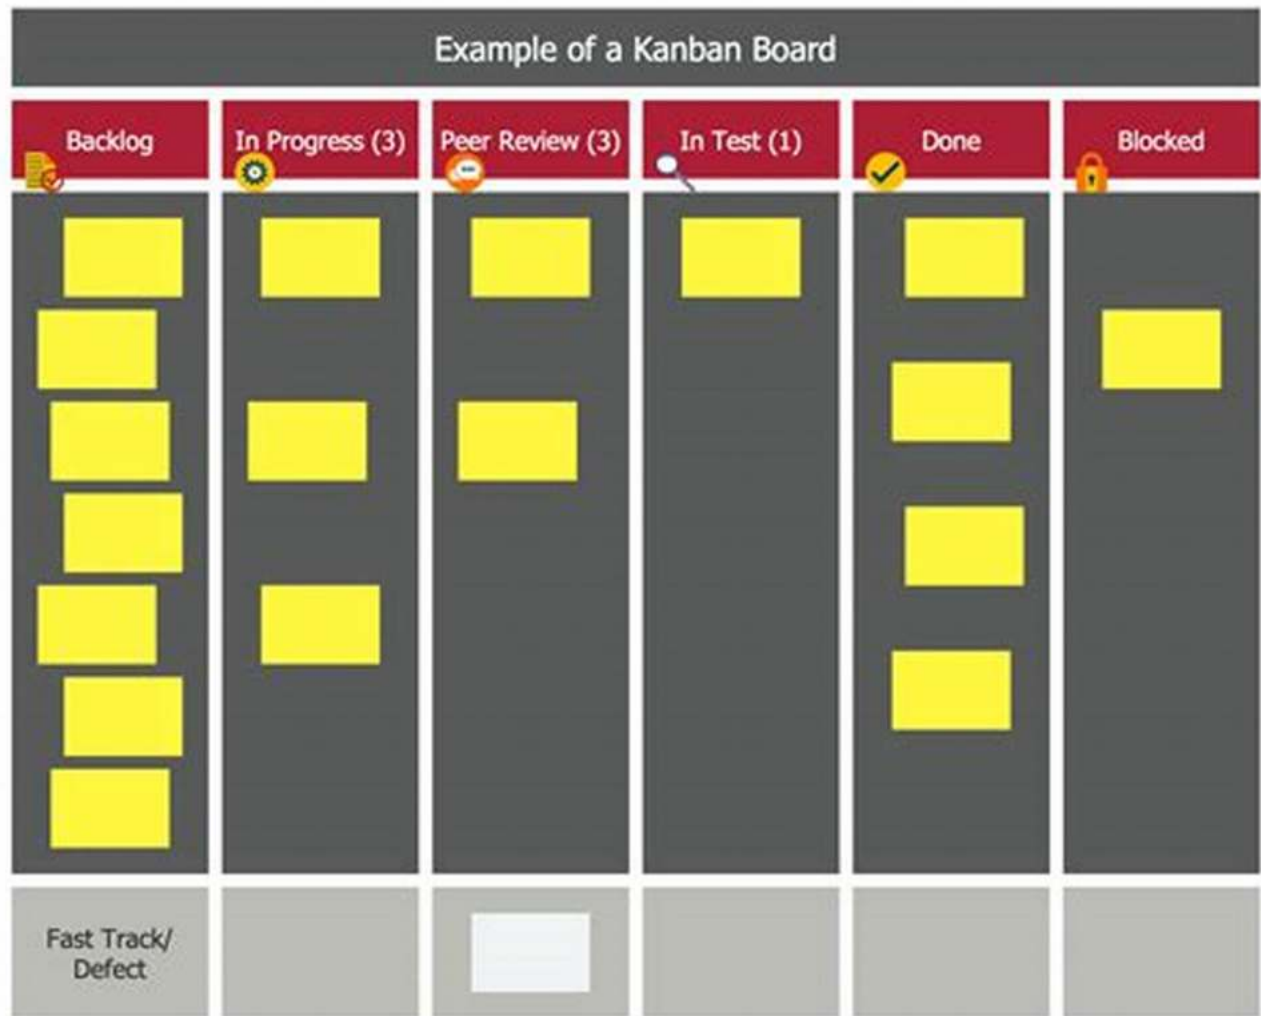 Example of a Kanban Board
Backlog
In Progress (3)
Peer Review (3)
In Test (1)
Done
Blocked
Fast Track/
Defect